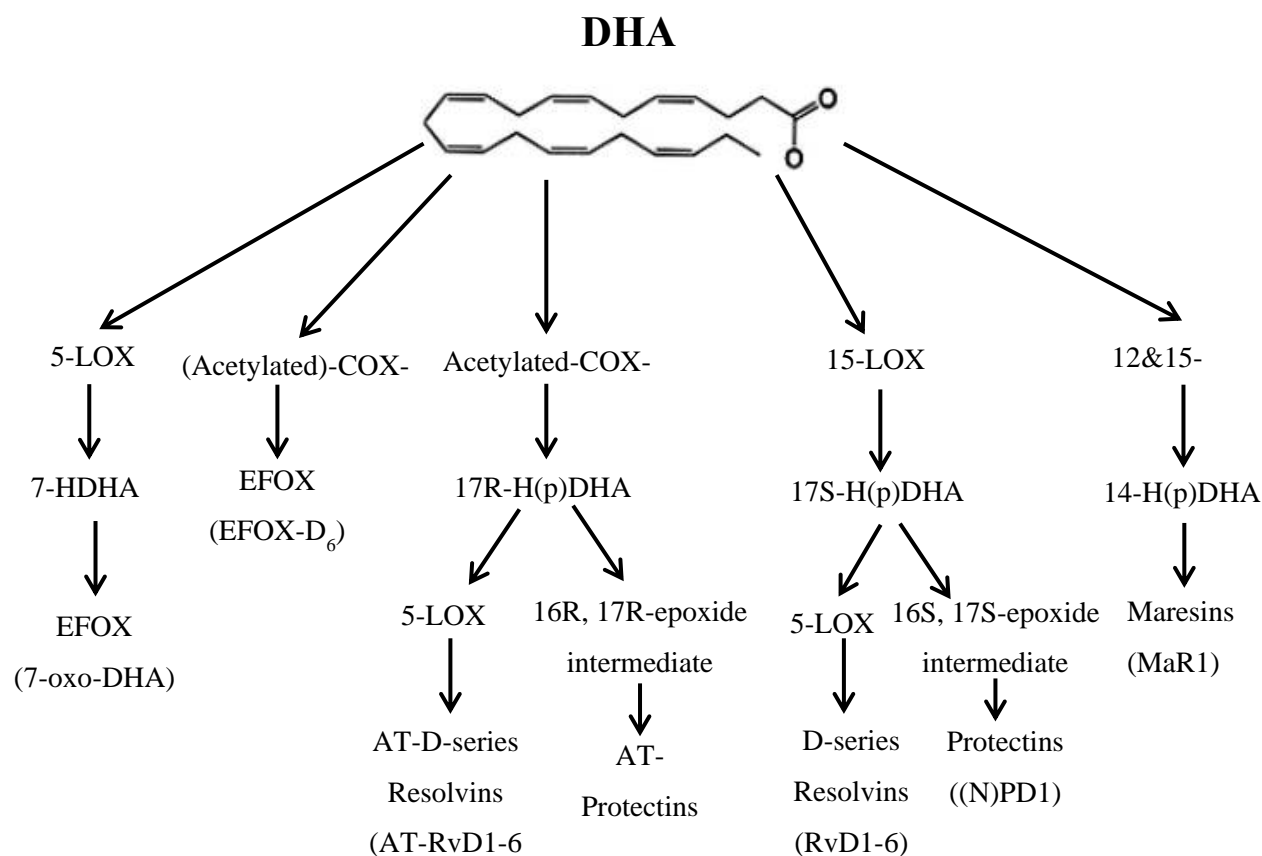 DHA
O
O
5-LOX
(Acetylated)-COX-
Acetylated-COX-
15-LOX
12&15-
7-HDHA
EFOX
(EFOX-D6)
17R-H(p)DHA
17S-H(p)DHA
14-H(p)DHA
EFOX
(7-oxo-DHA)
5-LOX
16R, 17R-epoxide
intermediate
5-LOX
16S, 17S-epoxide
intermediate
Maresins
(MaR1)
AT-D-series
Resolvins
(AT-RvD1-6
AT-
Protectins
D-series
Resolvins
(RvD1-6)
Protectins
((N)PD1)